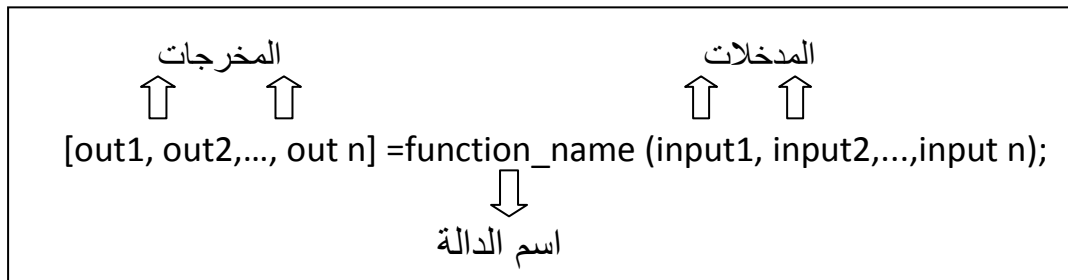 المدخلات المخرجات
[out1, out2,…, out n] =function_name (input1, input2,...,input n);
اسم الدالة